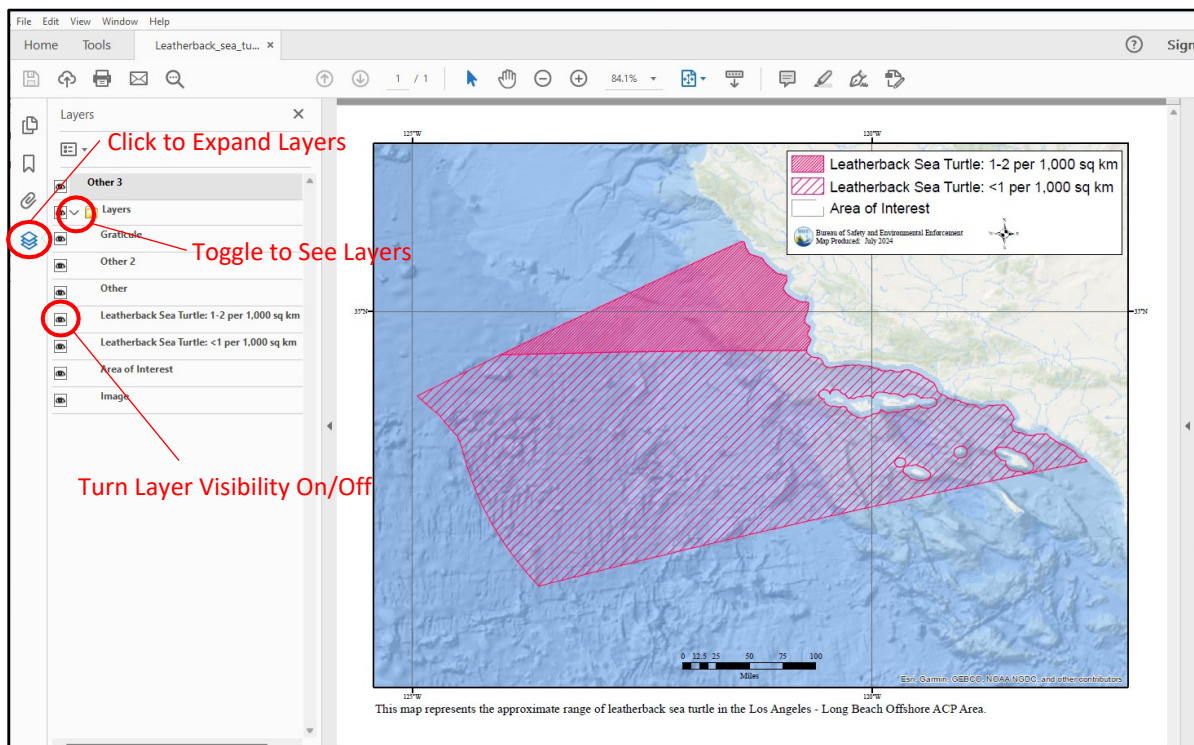 File Edit View Window Help
Home Tools Leatherback_sea_tu... × ? Sign
1 / 1 84.1%
Layers ×
Click to Expand Layers
Other 3
Layers
Toggle to See Layers
Graticule
Other 2
Other
Leatherback Sea Turtle: 1-2 per 1,000 sq km
Leatherback Sea Turtle: <1 per 1,000 sq km
Area of Interest
Image
Turn Layer Visibility On/Off
125°W 120°W
Leatherback Sea Turtle: 1-2 per 1,000 sq km
Leatherback Sea Turtle: <1 per 1,000 sq km
Area of Interest
Bureau of Safety and Environmental Enforcement
Map Produced: July 2024
35°N 35°N
0 12.5 25 50 75 100
Miles
Esri, Garmin, GEBCO, NOAA NGDC, and other contributors
125°W 120°W
This map represents the approximate range of leatherback sea turtle in the Los Angeles - Long Beach Offshore ACP Area.